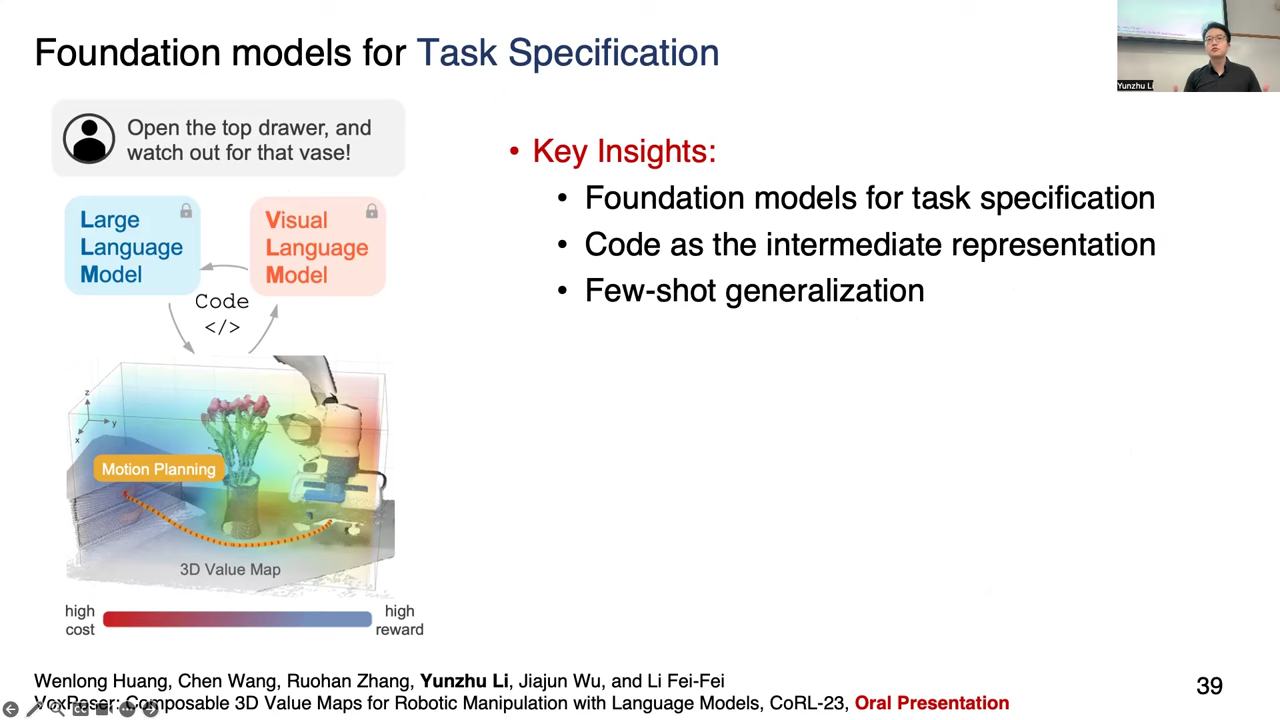 Foundation models for Task Specification
Yunzhu Li
Open the top drawer, and
watch out for that vase!
Large
Language
Model
Visual
Language
Model
Code
</>
• Key Insights:
• Foundation models for task specification
• Code as the intermediate representation
• Few-shot generalization
z
y
x
Motion Planning
3D Value Map
high
cost
high
reward
Wenlong Huang, Chen Wang, Ruohan Zhang, Yunzhu Li, Jiajun Wu, and Li Fei-Fei
VoxPoser: Composable 3D Value Maps for Robotic Manipulation with Language Models, CoRL-23, Oral Presentation
39